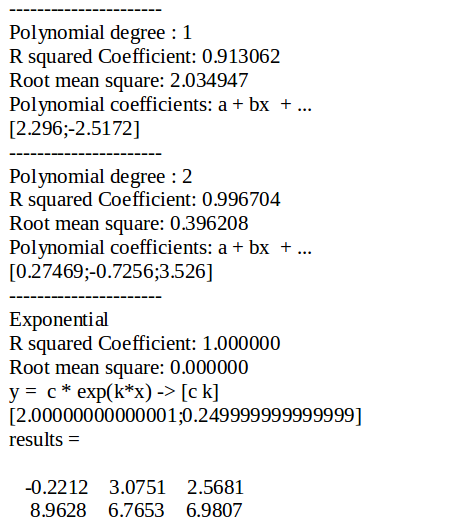 ----------------------
Polynomial degree : 1
R squared Coefficient: 0.913062
Root mean square: 2.034947
Polynomial coefficients: a + bx + ...
[2.296;-2.5172]
----------------------
Polynomial degree : 2
R squared Coefficient: 0.996704
Root mean square: 0.396208
Polynomial coefficients: a + bx + ...
[0.27469;-0.7256;3.526]
----------------------
Exponential
R squared Coefficient: 1.000000
Root mean square: 0.000000
y = c * exp(k*x) -> [c k]
[2.00000000000001;0.249999999999999]
results =
-0.2212 3.0751 2.5681
8.9628 6.7653 6.9807